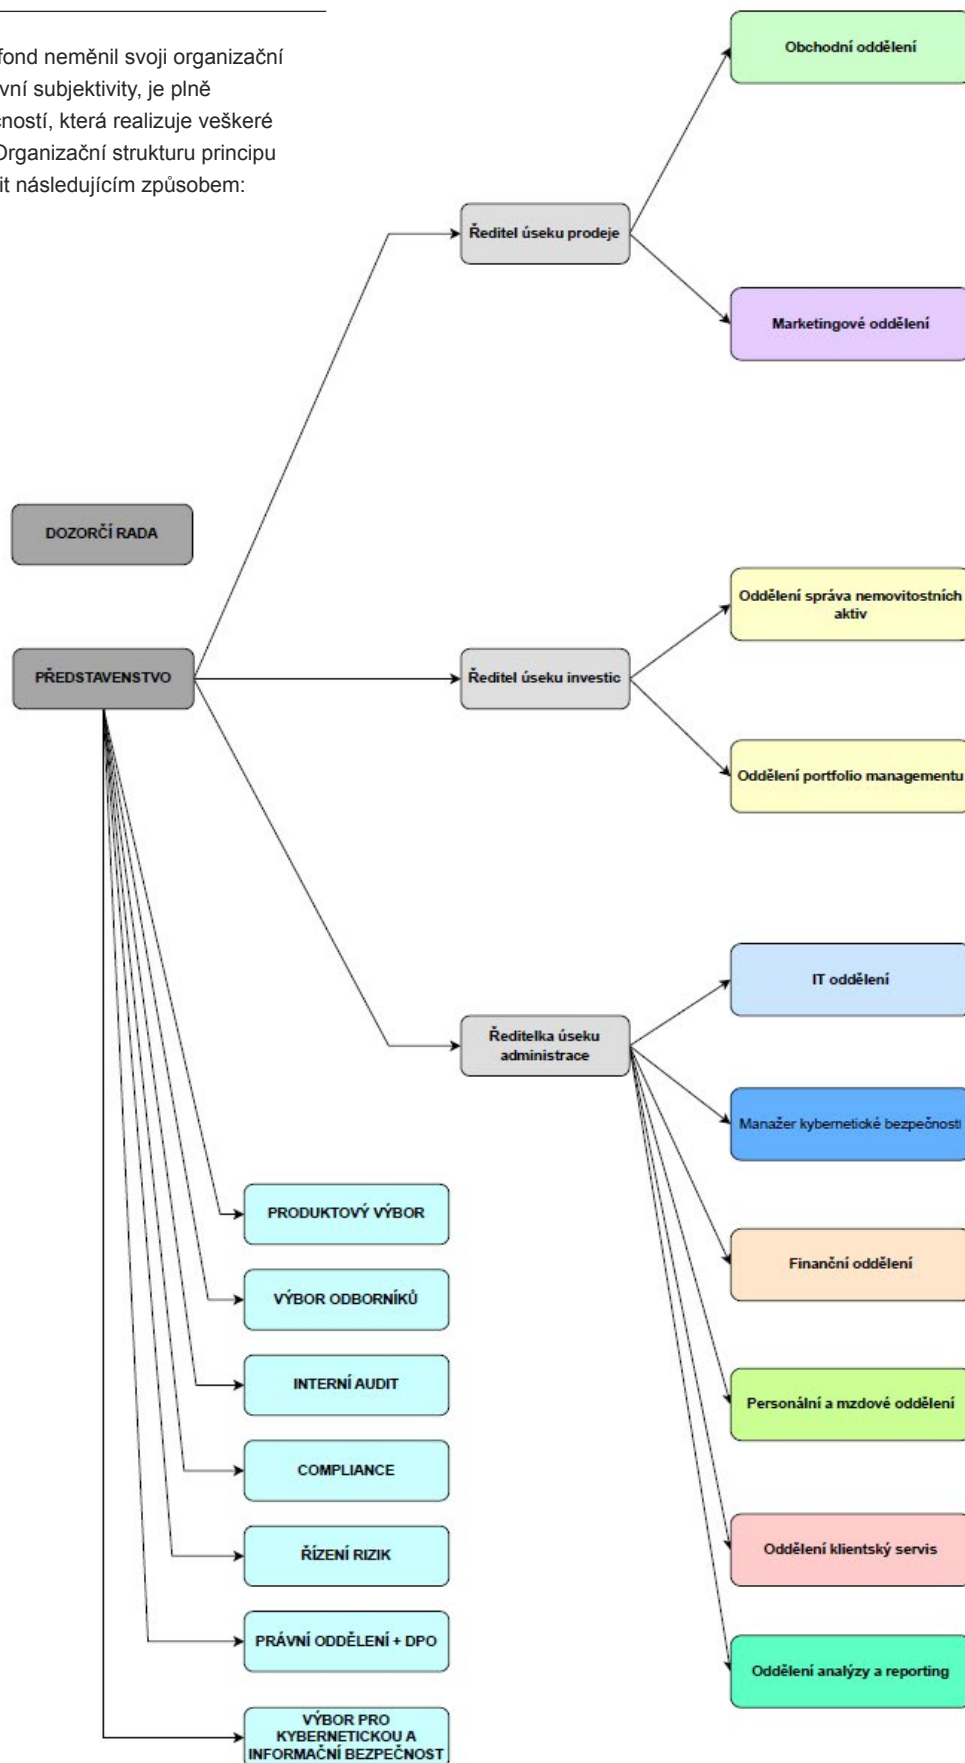 fond neměnil svoji organizační
vní subjektivity, je plně
ností, která realizuje veškeré
Organizační strukturu principu
it následujícím způsobem:
Obchodní oddělení
Ředitel úseku prodeje
Marketingové oddělení
DOZORČÍ RADA
Oddělení správa nemovitostních
aktiv
PŘEDSTAVENSTVO
Ředitel úseku investic
Oddělení portfolio managementu
IT oddělení
Ředitelka úseku
administrace
Manažer kybernetické bezpečnosti
PRODUKTOVÝ VÝBOR
Finanční oddělení
VÝBOR ODBORNÍKŮ
INTERNÍ AUDIT
Personální a mzdové oddělení
COMPLIANCE
ŘÍZENÍ RIZIK
Oddělení klientský servis
PRÁVNÍ ODDĚLENÍ + DPO
Oddělení analýzy a reporting
VÝBOR PRO
KYBERNETICKOU A
INFORMAČNÍ BEZPEČNOST